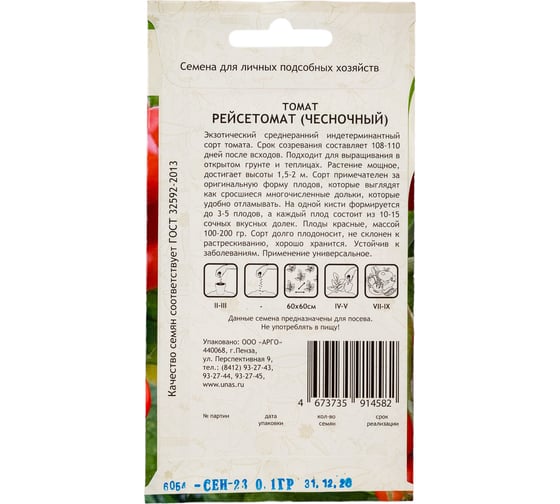 Семена для личных подсобных хозяйств
ТОМАТ
РЕЙСЕТОМАТ (ЧЕСНОЧНЫЙ)
Экзотический среднеранний индетерминантный
сорт томата. Срок созревания составляет 108-110
дней после всходов. Подходит для выращивания в
открытом грунте и теплицах. Растение мощное,
достигает высоты 1,5-2 м. Сорт примечателен за
оригинальную форму плодов, которые выглядят
как сросшиеся многочисленные дольки, которые
удобно отламывать. На одной кисти формируется
до 3-5 плодов, а каждый плод состоит из 10-15
сочных вкусных долек. Плоды красные, массой
100-200 гр. Сорт долго плодоносит, не склонен к
растрескиванию, хорошо хранится. Устойчив к
заболеваниям. Применение универсальное.
II-III - 60x60см IV-V VII-IX
Данные семена предназначены для посева.
Не употреблять в пищу!
Качество семян соответствует ГОСТ 32592-2013
Упаковано: ООО «АРГО»
440068, г.Пенза,
ул. Перспективная 9,
тел.: (8412) 93-27-43,
93-27-44, 93-27-45,
www.unas.ru
4 673735 914582
№ партии дата упаковки кол-во семян срок реализации
6054 -СЕН-23 0.1ГР 31.12.26